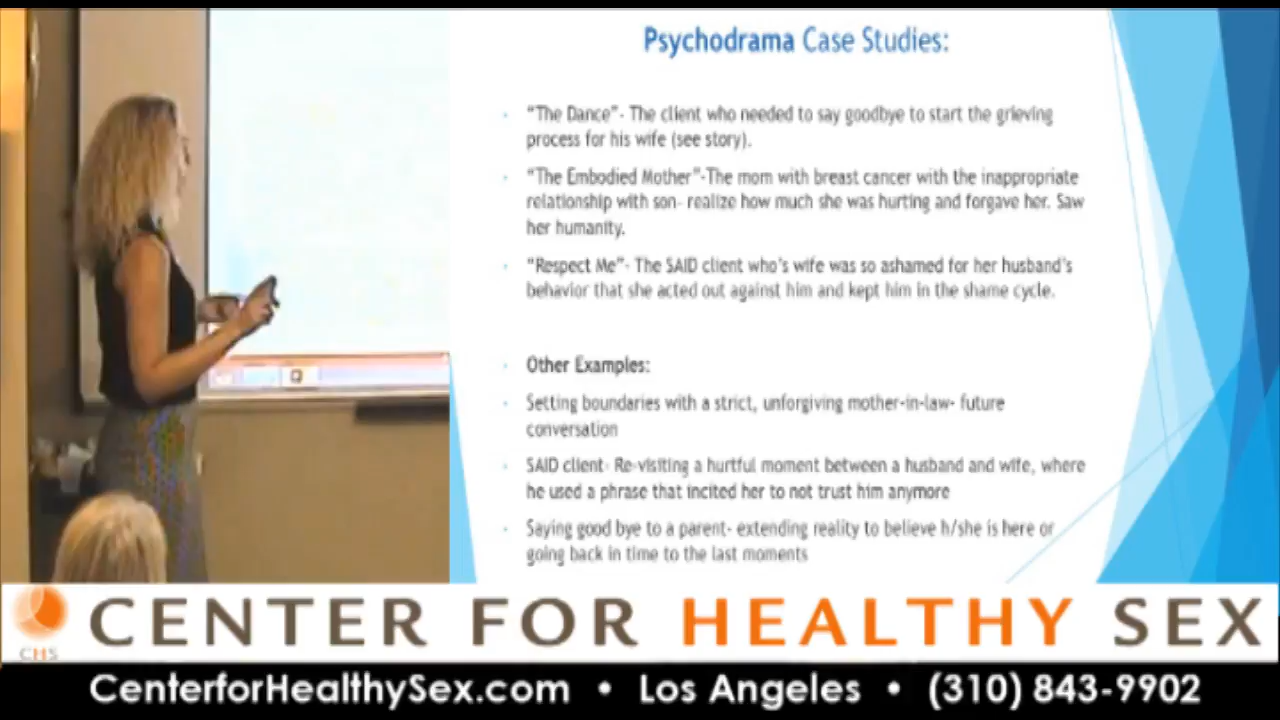 Psychodrama Case Studies:
"The Dance"- The client who needed to say goodbye to start the grieving
process for his wife (see story).
"The Embodied Mother"-The mom with breast cancer with the inappropriate
relationship with son- realize how much she was hurting and forgave her. Saw
her humanity.
"Respect Me"- The SAID client who's wife was so ashamed for her husband's
behavior that she acted out against him and kept him in the shame cycle.
Other Examples:
Setting boundaries with a strict, unforgiving mother-in-law- future
conversation
SAID client- Re-visiting a hurtful moment between a husband and wife, where
he used a phrase that incited her to not trust him anymore
Saying good bye to a parent- extending reality to believe h/she is here or
going back in time to the last moments
CHS
CENTER FOR HEALTHY SEX
CenterforHealthySex.com • Los Angeles • (310) 843-9902